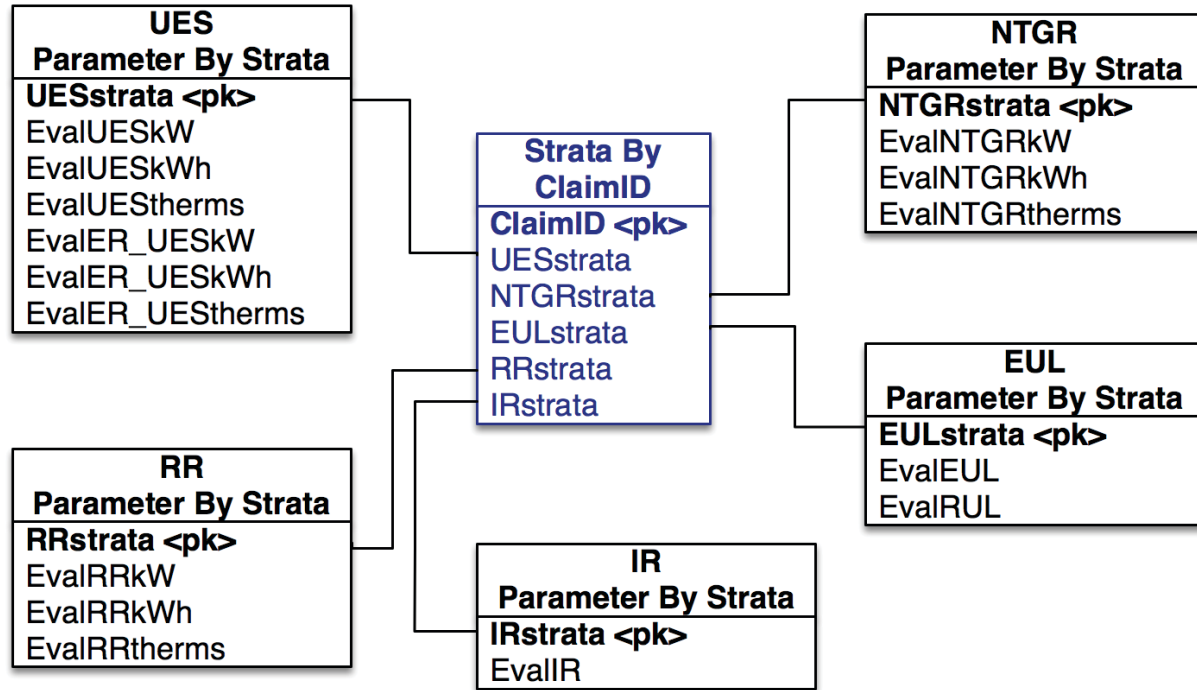 UES
Parameter By Strata
UESstrata <pk>
EvalUESkW
EvalUESkWh
EvalUEStherms
EvalER_UESkW
EvalER_UESkWh
EvalER_UEStherms
Strata By
ClaimID
ClaimID <pk>
UESstrata
NTGRstrata
EULstrata
RRstrata
IRstrata
NTGR
Parameter By Strata
NTGRstrata <pk>
EvalNTGRkW
EvalNTGRkWh
EvalNTGRtherms
EUL
Parameter By Strata
EULstrata <pk>
EvalEUL
EvalRUL
RR
Parameter By Strata
RRstrata <pk>
EvalRRkW
EvalRRkWh
EvalRRtherms
IR
Parameter By Strata
IRstrata <pk>
EvalIR